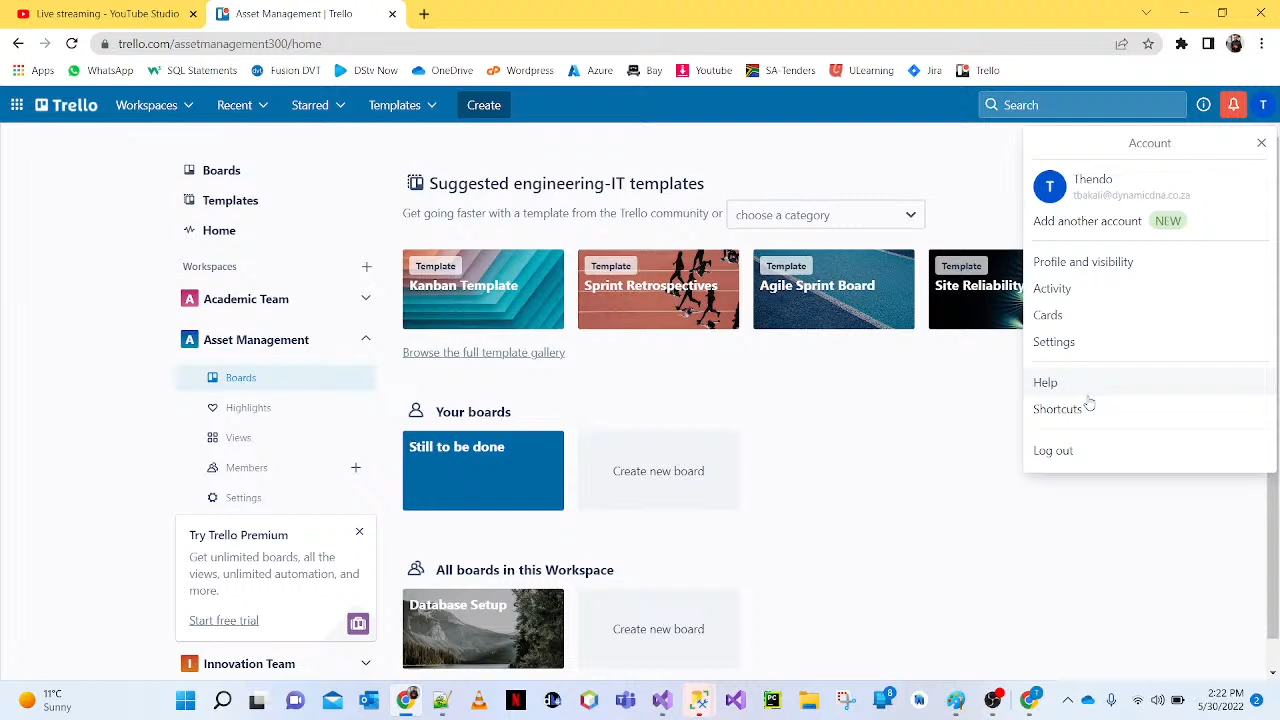 Live streaming - YouTube Studio
Asset Management | Trello
trello.com/assetmanagement300/home
Apps
WhatsApp
SQL Statements
Fusion DVT
DStv Now
OneDrive
Wordpress
Azure
Bay
Youtube
SA-Tenders
ULearning
Jira
Trello
Trello
Workspaces
Recent
Starred
Templates
Create
Search
T
Boards
Templates
Home
Workspaces
A Academic Team
A Asset Management
Boards
Highlights
Views
Members
Settings
Try Trello Premium
Get unlimited boards, all the
views, unlimited automation, and
more.
Start free trial
I Innovation Team
Suggested engineering-IT templates
Get going faster with a template from the Trello community or
choose a category
Template
Kanban Template
Template
Sprint Retrospectives
Template
Agile Sprint Board
Template
Site Reliability
Browse the full template gallery
Your boards
Still to be done
Create new board
All boards in this Workspace
Database Setup
Create new board
Account
T
Thendo
tbakali@dynamicdna.co.za
Add another account NEW
Profile and visibility
Activity
Cards
Settings
Help
Shortcuts
Log out
11°C
Sunny
PC
8
T
3:22 PM
5/30/2022
2